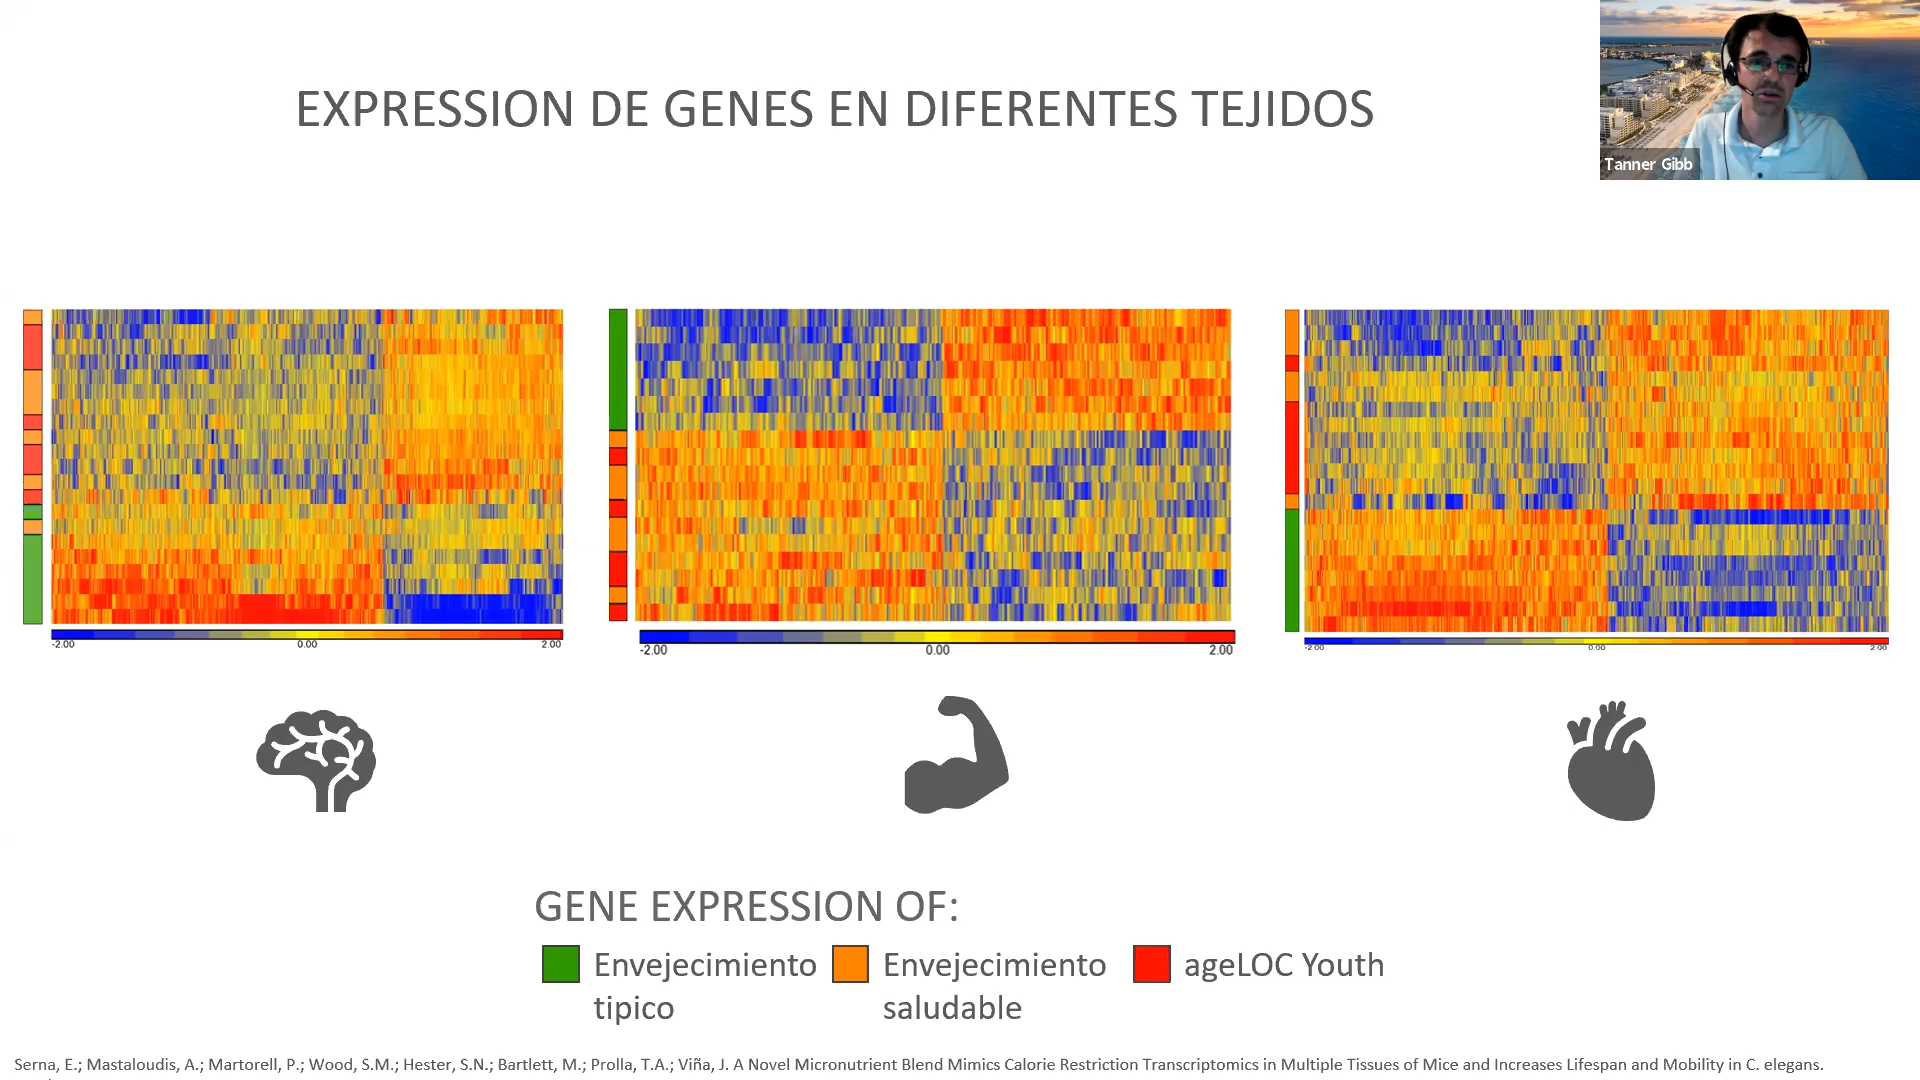 EXPRESSION DE GENES EN DIFERENTES TEJIDOS
Tanner Gibb
-2.00 0.00 2.00
-2.00 0.00 2.00
-2.00 0.00 2.00
GENE EXPRESSION OF:
Envejecimiento tipico
Envejecimiento saludable
ageLOC Youth
Serna, E.; Mastaloudis, A.; Martorell, P.; Wood, S.M.; Hester, S.N.; Bartlett, M.; Prolla, T.A.; Viña, J. A Novel Micronutrient Blend Mimics Calorie Restriction Transcriptomics in Multiple Tissues of Mice and Increases Lifespan and Mobility in C. elegans.